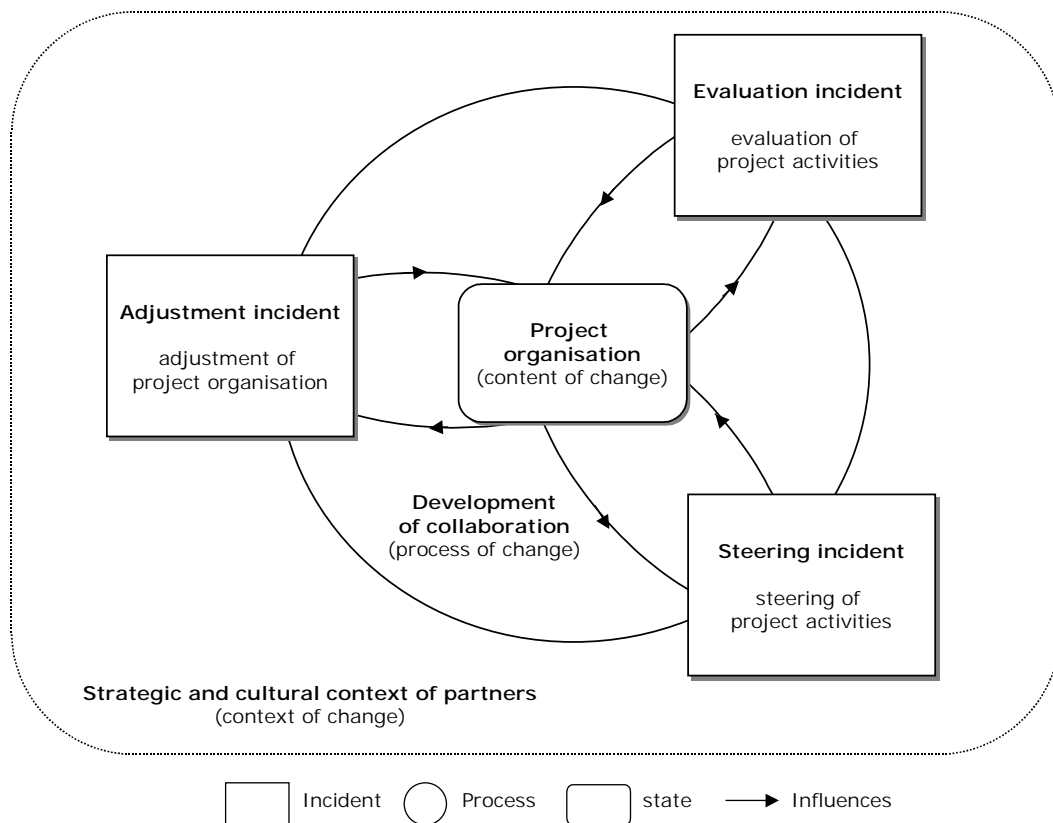 Evaluation incident
evaluation of
project activities
Adjustment incident
adjustment of
project organisation
Project
organisation
(content of change)
Development
of collaboration
(process of change)
Steering incident
steering of
project activities
Strategic and cultural context of partners
(context of change)
Incident
Process
state
Influences